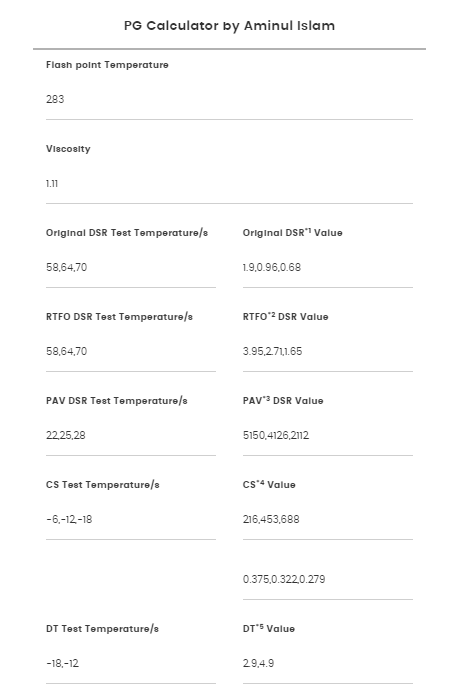 PG Calculator by Aminul Islam
Flash point Temperature
283
Viscosity
1.11
Original DSR Test Temperature/s
Original DSR*1 Value
58,64,70
1.9,0.96,0.68
RTFO DSR Test Temperature/s
RTFO*2 DSR Value
58,64,70
3.95,2.71,1.65
PAV DSR Test Temperature/s
PAV*3 DSR Value
22,25,28
5150,4126,2112
CS Test Temperature/s
CS*4 Value
-6,-12,-18
216,453,688
0.375,0.322,0.279
DT Test Temperature/s
DT*5 Value
-18,-12
2.9,4.9